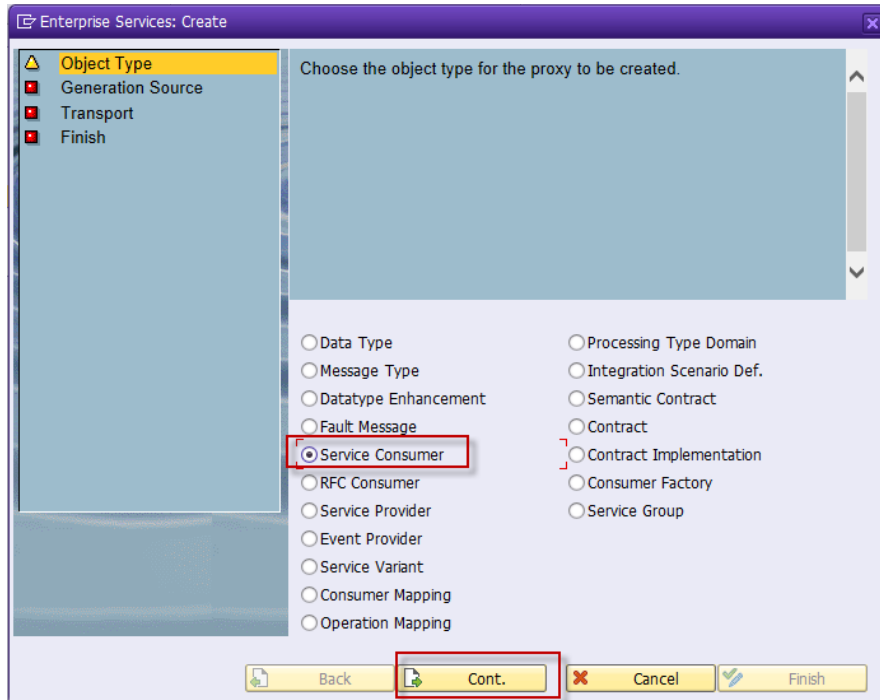 Enterprise Services: Create
Object Type
Generation Source
Transport
Finish
Choose the object type for the proxy to be created.
Data Type
Message Type
Datatype Enhancement
Fault Message
Service Consumer
RFC Consumer
Service Provider
Event Provider
Service Variant
Consumer Mapping
Operation Mapping
Processing Type Domain
Integration Scenario Def.
Semantic Contract
Contract
Contract Implementation
Consumer Factory
Service Group
Back
Cont.
Cancel
Finish